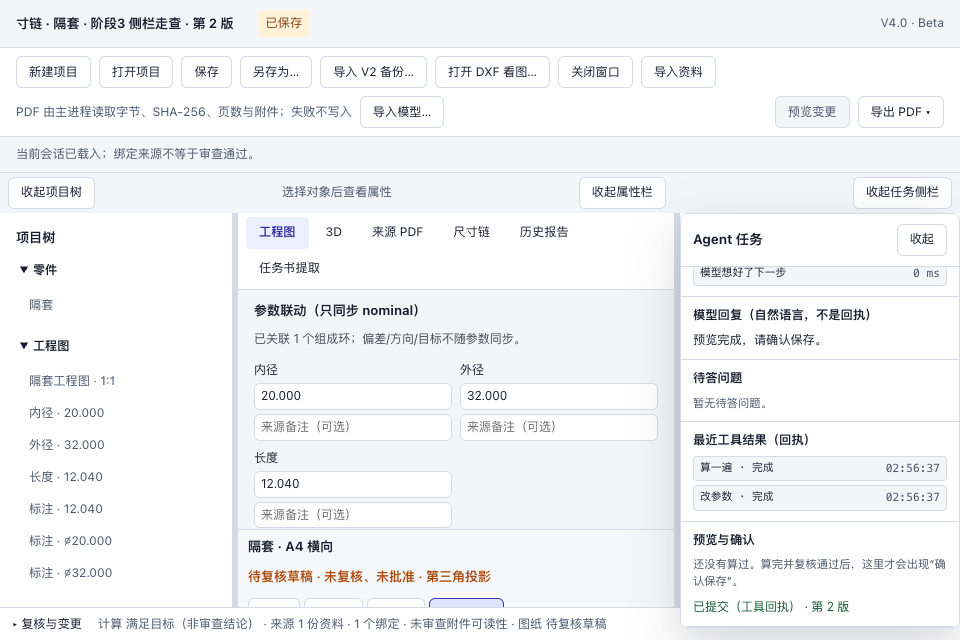 寸链 · 隔套 · 阶段3 侧栏走查 · 第 2 版
已保存
V4.0 · Beta
新建项目
打开项目
保存
另存为…
导入 V2 备份…
打开 DXF 看图…
关闭窗口
导入资料
PDF 由主进程读取字节、SHA-256、页数与附件；失败不写入
导入模型…
预览变更
导出 PDF ▾
当前会话已载入；绑定来源不等于审查通过。
收起项目树
选择对象后查看属性
收起属性栏
收起任务侧栏
项目树
▼ 零件
隔套
▼ 工程图
隔套工程图 · 1:1
内径 · 20.000
外径 · 32.000
长度 · 12.040
标注 · 12.040
标注 · ⌀20.000
标注 · ⌀32.000
工程图
3D
来源 PDF
尺寸链
历史报告
任务书提取
参数联动（只同步 nominal）
已关联 1 个组成环；偏差/方向/目标不随参数同步。
内径
外径
20.000
32.000
来源备注（可选）
来源备注（可选）
长度
12.040
来源备注（可选）
隔套 · A4 横向
待复核草稿 · 未复核、未批准 · 第三角投影
Agent 任务
收起
模型想好了下一步
0 ms
模型回复（自然语言，不是回执）
预览完成，请确认保存。
待答问题
暂无待答问题。
最近工具结果（回执）
算一遍 · 完成
02:56:37
改参数 · 完成
02:56:37
预览与确认
还没有算过。算完并复核通过后，这里才会出现“确
认保存”。
已提交（工具回执） · 第 2 版
▸ 复核与变更
计算 满足目标（非审查结论） · 来源 1 份资料 · 1 个绑定 · 未审查附件可读性 · 图纸 待复核草稿